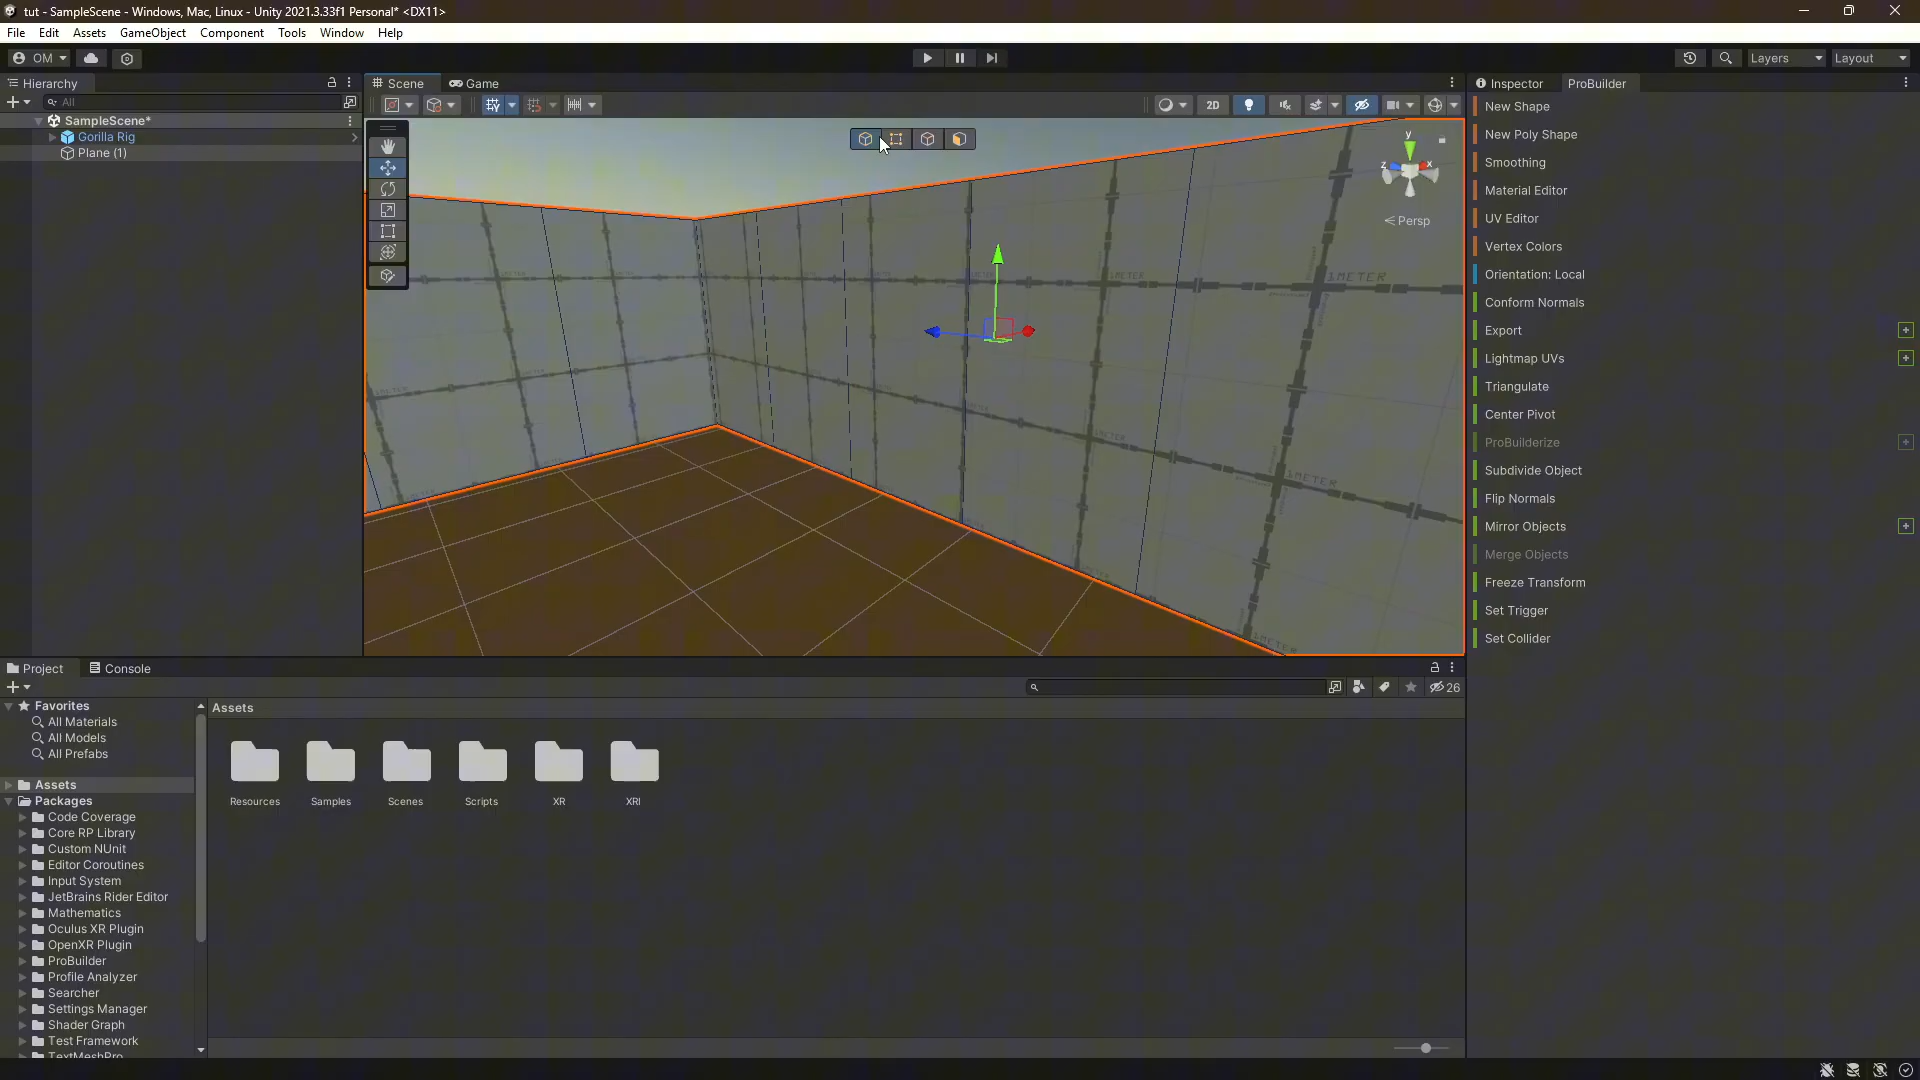 tut - SampleScene - Windows, Mac, Linux - Unity 2021.3.33f1 Personal* <DX11>
File Edit Assets GameObject Component Tools Window Help
OM Layers Layout
Hierarchy
All
SampleScene*
Gorilla Rig
Plane (1)
Scene Game
2D
y
z x
Persp
1METER
1METER
1METER
Inspector ProBuilder
New Shape
New Poly Shape
Smoothing
Material Editor
UV Editor
Vertex Colors
Orientation: Local
Conform Normals
Export
Lightmap UVs
Triangulate
Center Pivot
ProBuilderize
Subdivide Object
Flip Normals
Mirror Objects
Merge Objects
Freeze Transform
Set Trigger
Set Collider
Project Console
26
Favorites
All Materials
All Models
All Prefabs
Assets
Packages
Code Coverage
Core RP Library
Custom NUnit
Editor Coroutines
Input System
JetBrains Rider Editor
Mathematics
Oculus XR Plugin
OpenXR Plugin
ProBuilder
Profile Analyzer
Searcher
Settings Manager
Shader Graph
Test Framework
TextMeshPro
Assets
Resources Samples Scenes Scripts XR XRI